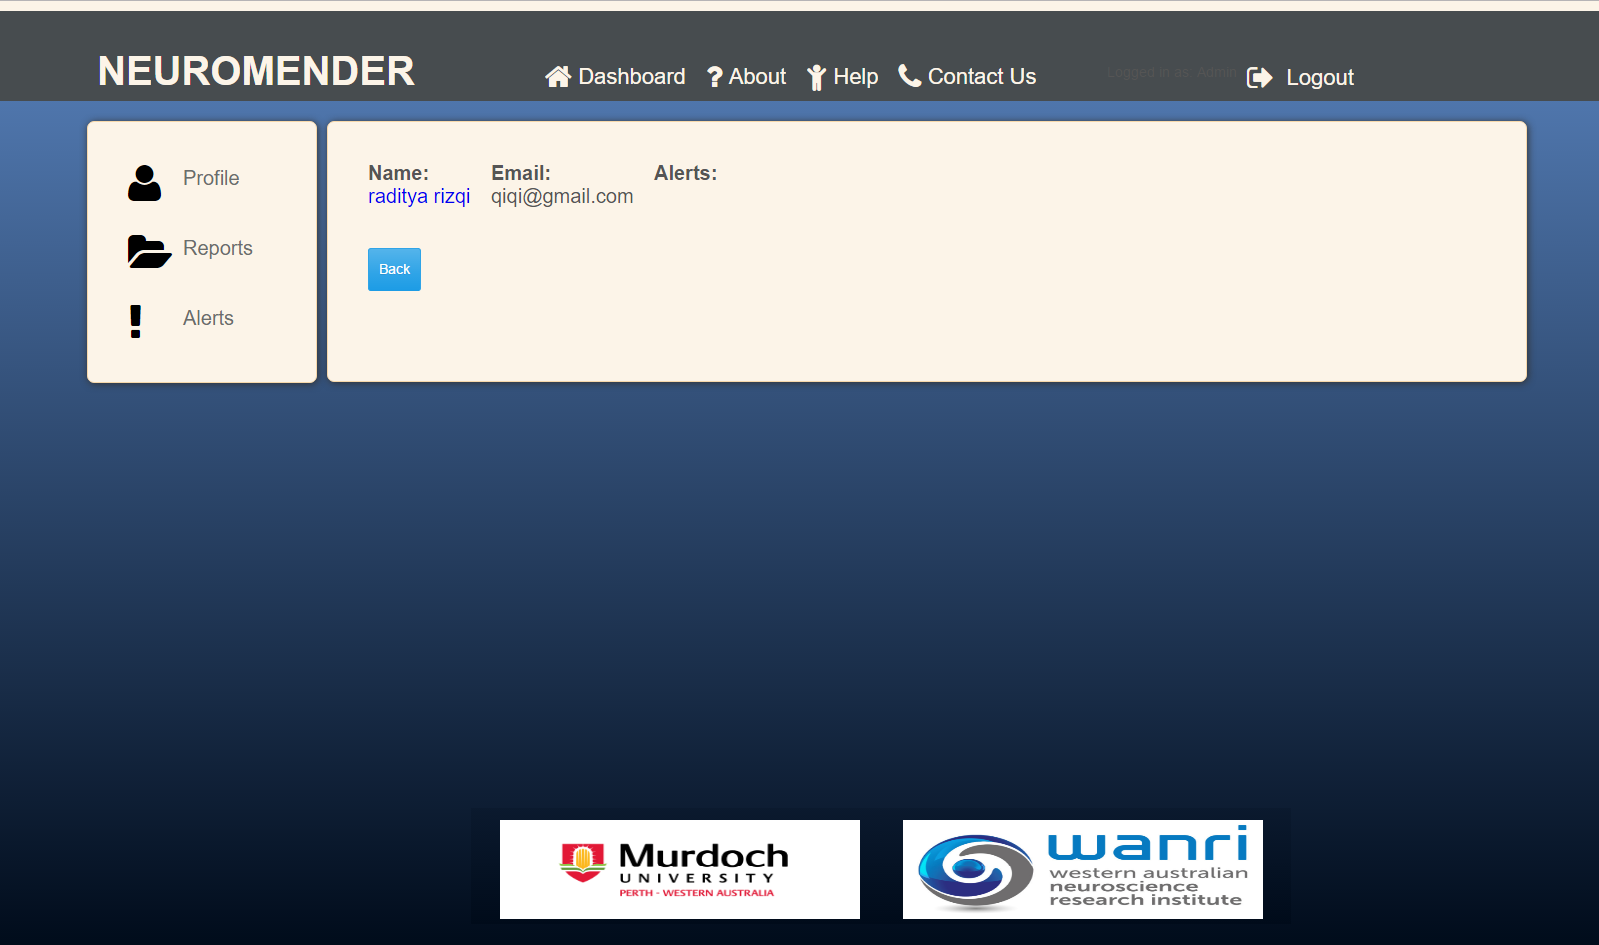 NEUROMENDER
Dashboard
About
Help
Contact Us
Logged in as: Admin
Logout
Profile
Reports
Alerts
Name: Email: Alerts:
raditya rizqi qiqi@gmail.com
Back
Murdoch
UNIVERSITY
PERTH - WESTERN AUSTRALIA
wanri
western australian
neuroscience
research institute